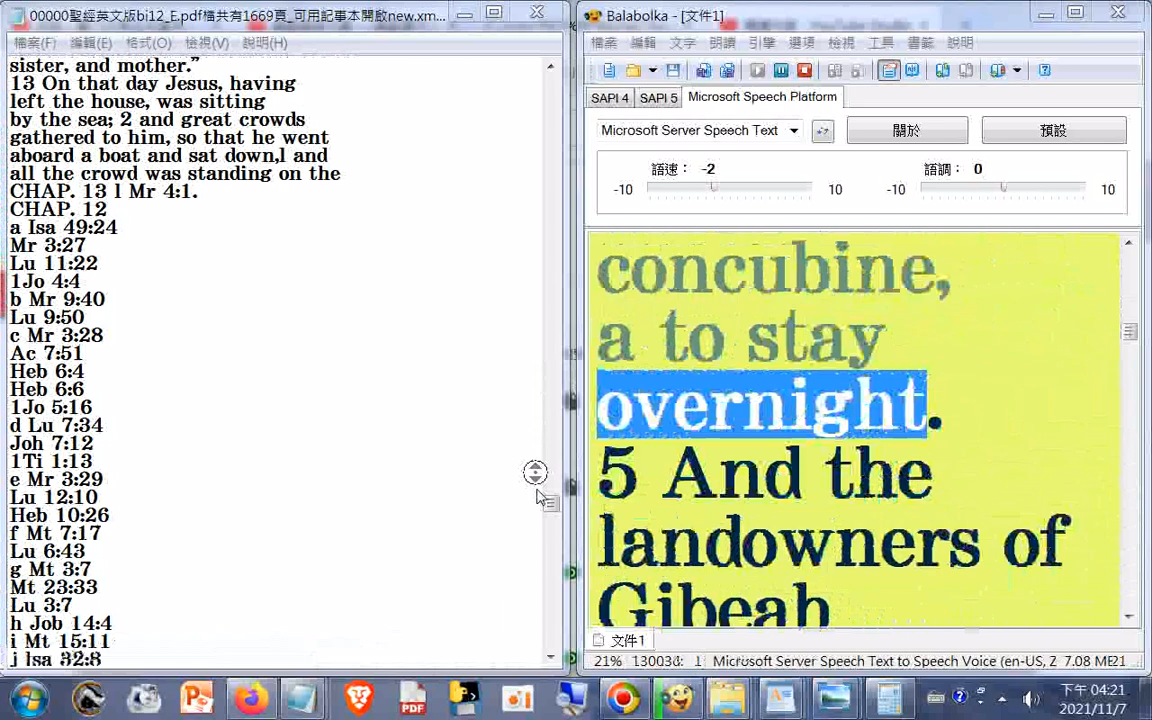 00000聖經英文版bi12_E.pdf檔共有1669頁_可用記事本開啟new.xm...
檔案(F) 編輯(E) 格式(O) 檢視(V) 說明(H)
sister, and mother.”
13 On that day Jesus, having
left the house, was sitting
by the sea; 2 and great crowds
gathered to him, so that he went
aboard a boat and sat down,l and
all the crowd was standing on the
CHAP. 13 l Mr 4:1.
CHAP. 12
a Isa 49:24
Mr 3:27
Lu 11:22
1Jo 4:4
b Mr 9:40
Lu 9:50
c Mr 3:28
Ac 7:51
Heb 6:4
Heb 6:6
1Jo 5:16
d Lu 7:34
Joh 7:12
1Ti 1:13
e Mr 3:29
Lu 12:10
Heb 10:26
f Mt 7:17
Lu 6:43
g Mt 3:7
Mt 23:33
Lu 3:7
h Job 14:4
i Mt 15:11
j Isa 32:8
Balabolka - [文件1]
檔案 編輯 文字 朗讀 引擎 選項 檢視 工具 書籤 說明
SAPI 4 SAPI 5 Microsoft Speech Platform
Microsoft Server Speech Text 關於 預設
語速： -2 語調： 0
-10 10 -10 10
concubine,
a to stay
overnight.
5 And the
landowners of
Gibeah
文件1
21% 13003 : 1 Microsoft Server Speech Text to Speech Voice (en-US, 7.08 ME21
PDF
下午 04:21
2021/11/7